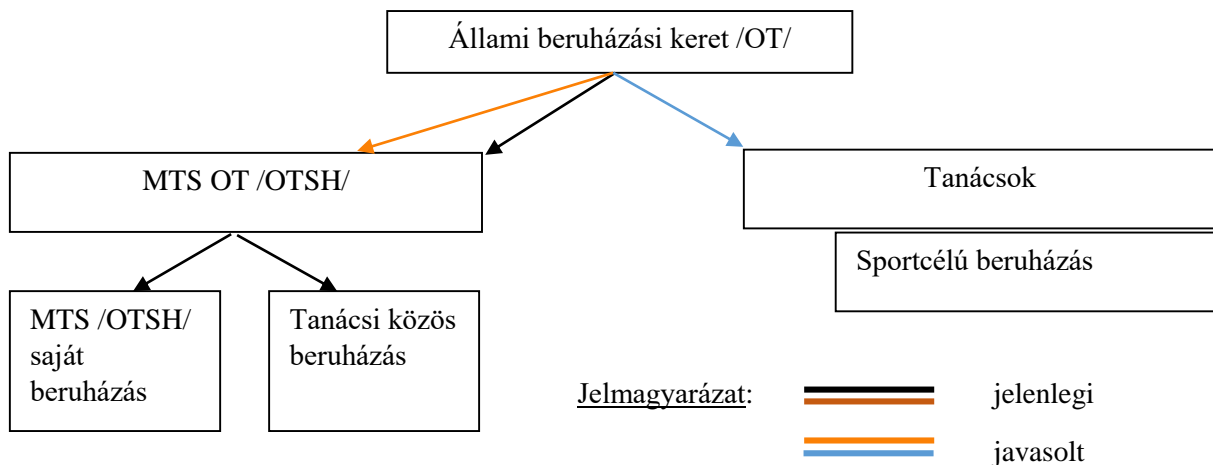 Állami beruházási keret /OT/
MTS OT /OTSH/
Tanácsok
Sportcélú beruházás
MTS /OTSH/
saját
beruházás
Tanácsi közös
beruházás
Jelmagyarázat:
jelenlegi
javasolt